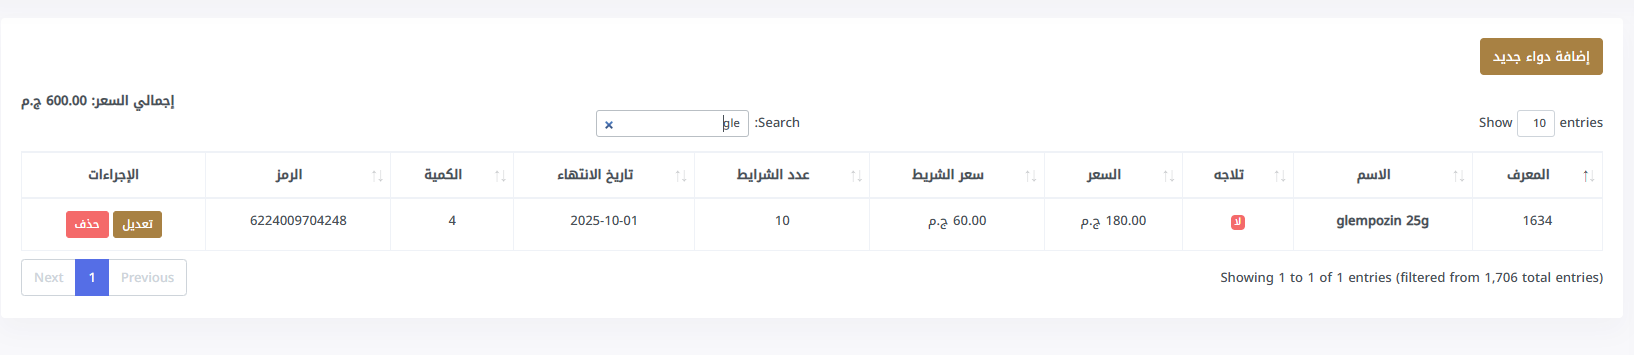 إضافة دواء جديد
إجمالي السعر: 600.00 ج.م
Show 10 entries
Search: gle ×
المعرف الاسم تلاجه السعر سعر الشريط عدد الشرايط تاريخ الانتهاء الكمية الرمز الإجراءات
1634 glempozin 25g لا 180.00 ج.م 60.00 ج.م 10 2025-10-01 4 6224009704248 تعديل حذف
Showing 1 to 1 of 1 entries (filtered from 1,706 total entries)
Previous 1 Next